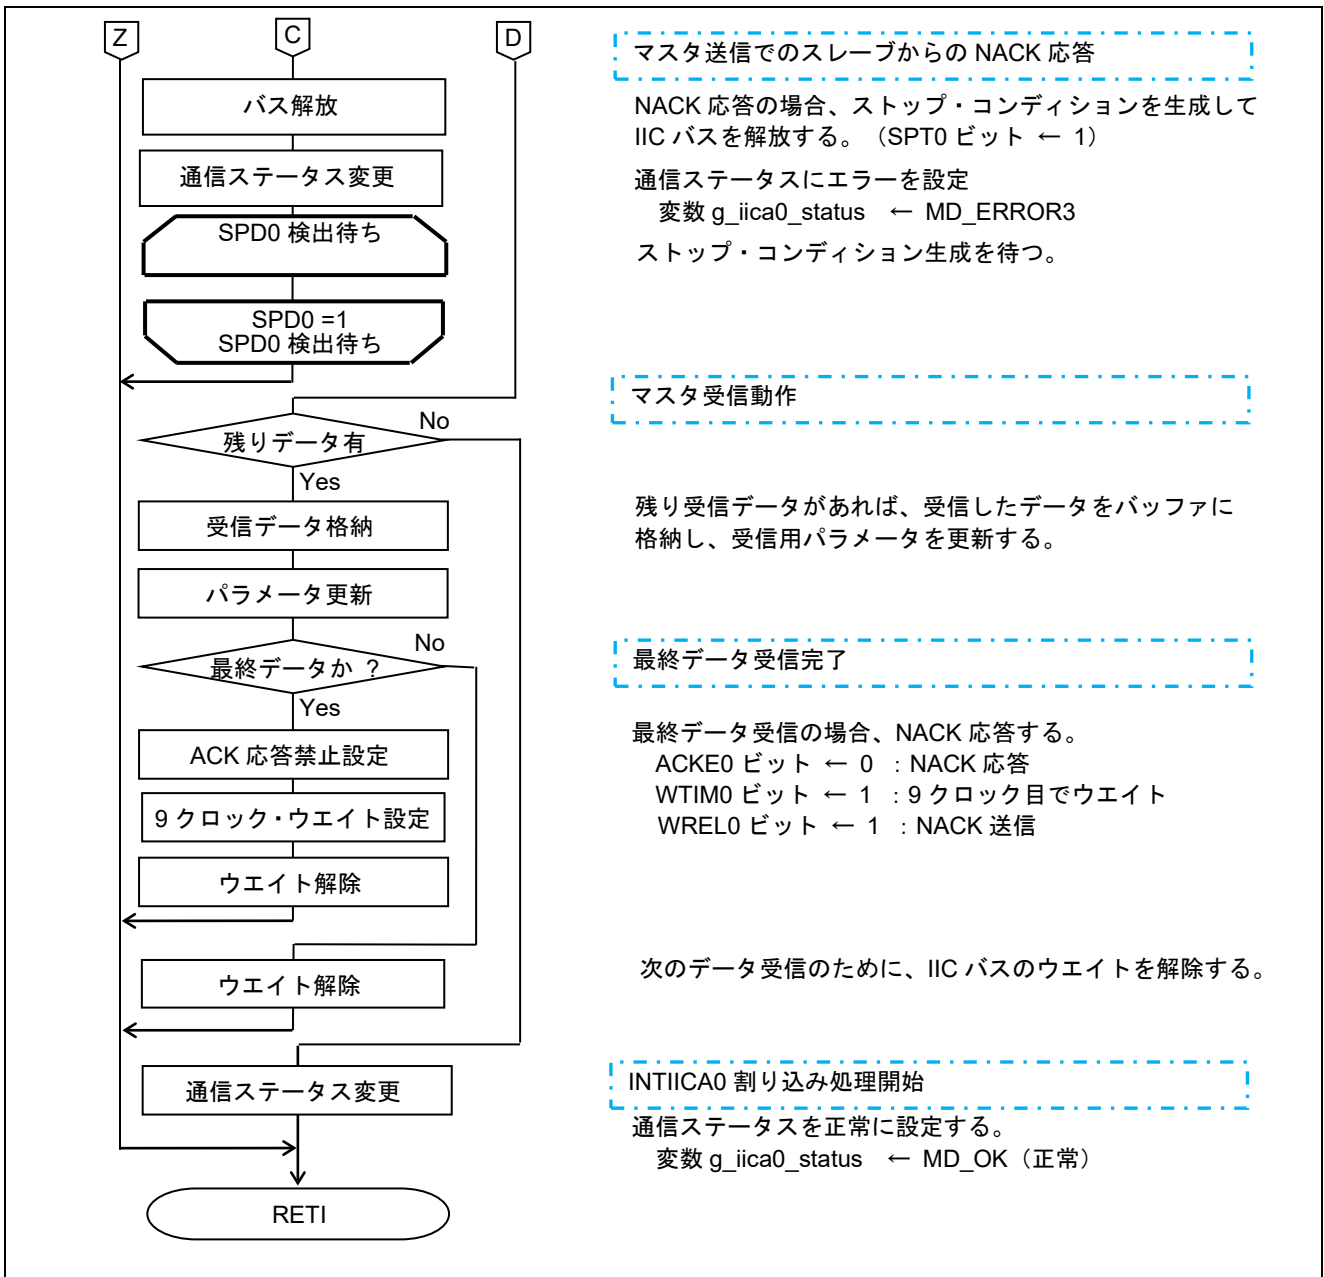 Z
C
D
バス解放
通信ステータス変更
SPD0 検出待ち
SPD0 =1
SPD0 検出待ち
残りデータ有
No
Yes
受信データ格納
パラメータ更新
最終データか ?
No
Yes
ACK 応答禁止設定
9 クロック・ウエイト設定
ウエイト解除
ウエイト解除
通信ステータス変更
RETI
マスタ送信でのスレーブからの NACK 応答
NACK 応答の場合、ストップ・コンディションを生成して
IIC バスを解放する。（SPT0 ビット ← 1）
通信ステータスにエラーを設定
変数 g_iica0_status ← MD_ERROR3
ストップ・コンディション生成を待つ。
マスタ受信動作
残り受信データがあれば、受信したデータをバッファに
格納し、受信用パラメータを更新する。
最終データ受信完了
最終データ受信の場合、NACK 応答する。
ACKE0 ビット ← 0 ：NACK 応答
WTIM0 ビット ← 1 ：9 クロック目でウエイト
WREL0 ビット ← 1 ：NACK 送信
次のデータ受信のために、IIC バスのウエイトを解除する。
INTIICA0 割り込み処理開始
通信ステータスを正常に設定する。
変数 g_iica0_status ← MD_OK（正常）